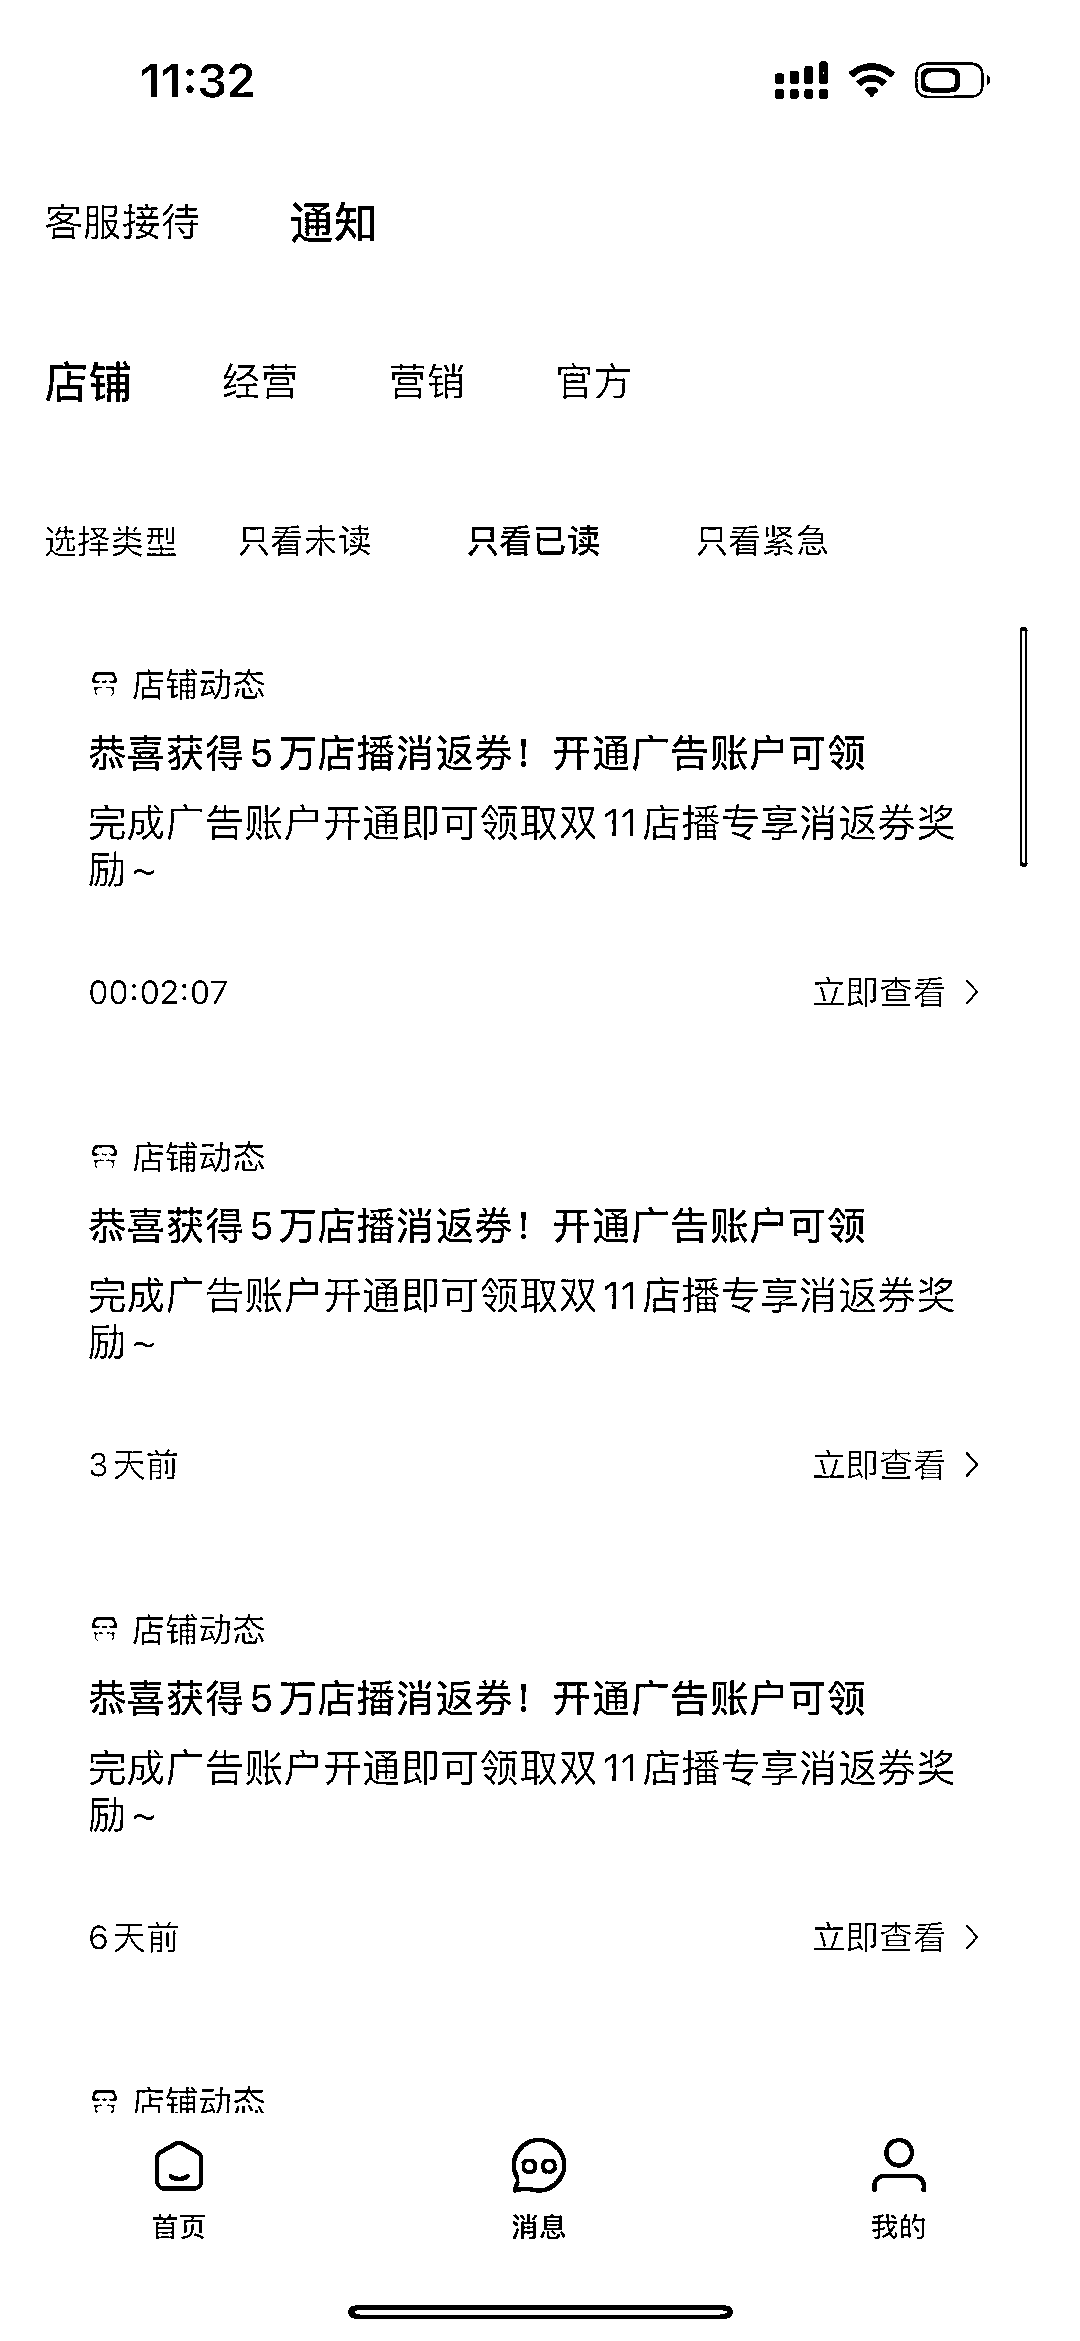 11:32
客服接待 通知
店铺 经营 营销 官方
选择类型 只看未读 只看已读 只看紧急
店铺动态
恭喜获得5万店播消返券！开通广告账户可领
完成广告账户开通即可领取双11店播专享消返券奖
励~
00:02:07 立即查看
店铺动态
恭喜获得5万店播消返券！开通广告账户可领
完成广告账户开通即可领取双11店播专享消返券奖
励~
3天前 立即查看
店铺动态
恭喜获得5万店播消返券！开通广告账户可领
完成广告账户开通即可领取双11店播专享消返券奖
励~
6天前 立即查看
店铺动态
首页 消息 我的